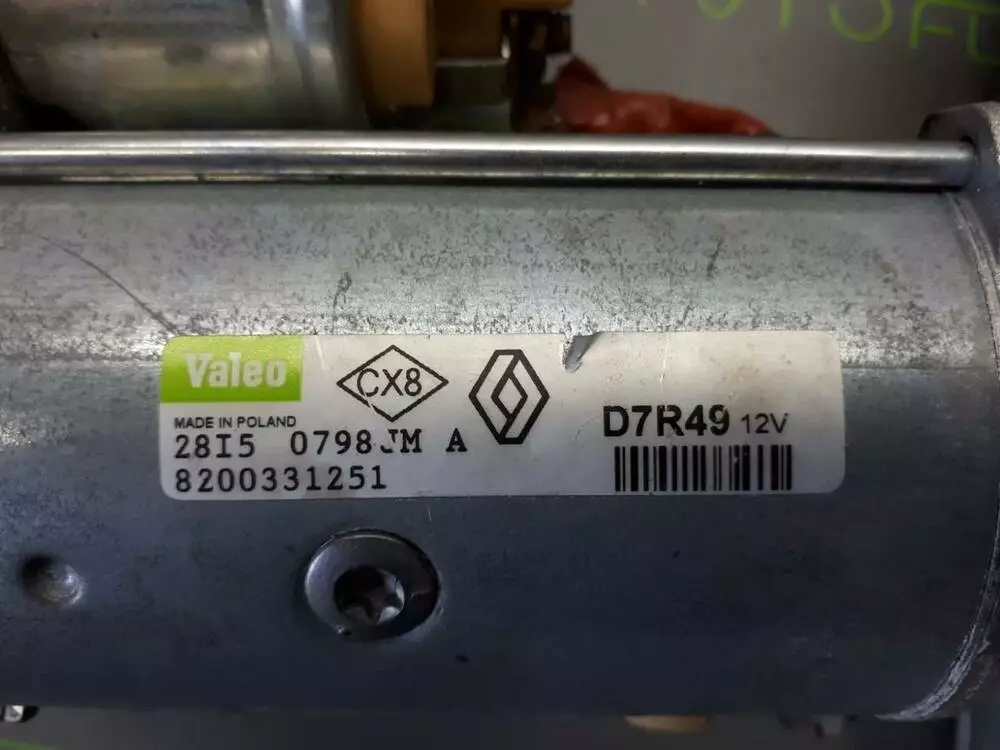 Valeo
CX8
MADE IN POLAND
28I5 0798JM A
8200331251
D7R49 12V